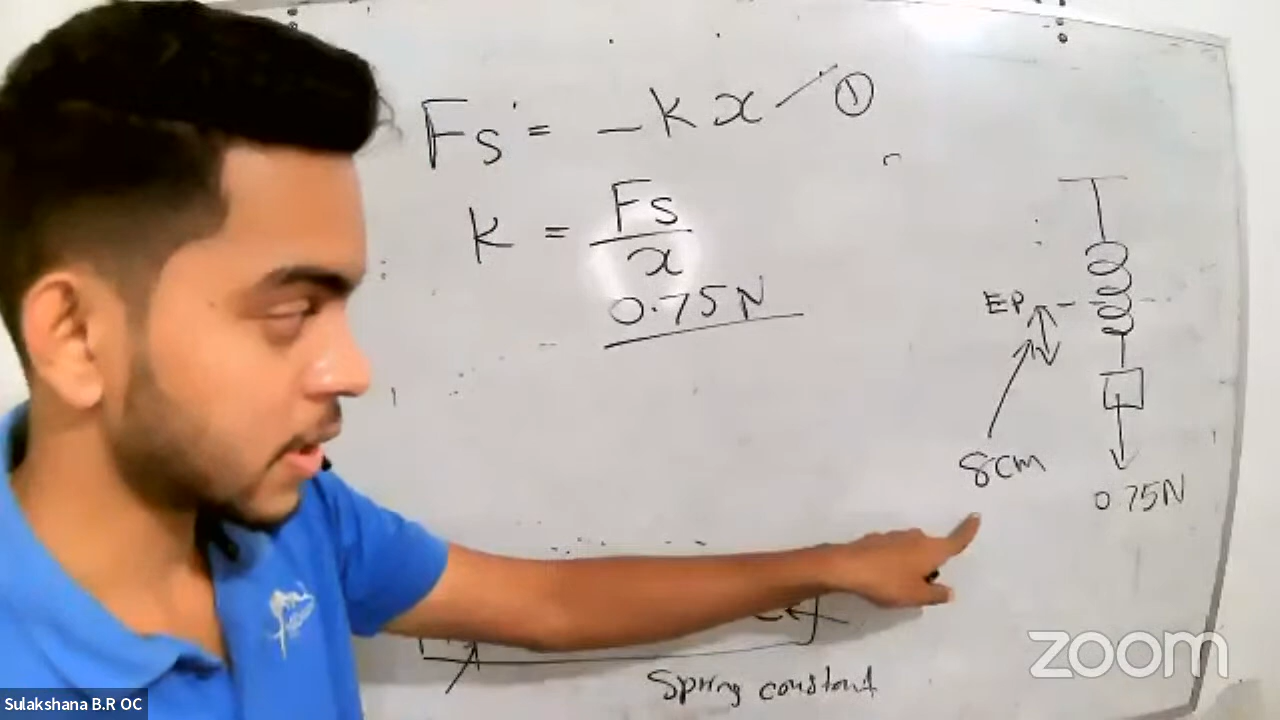 Fs = -kx ①
k = Fs
x
0.75N
EP
8cm
0.75N
Spring constant
zoom
Sulakshana B.R OC